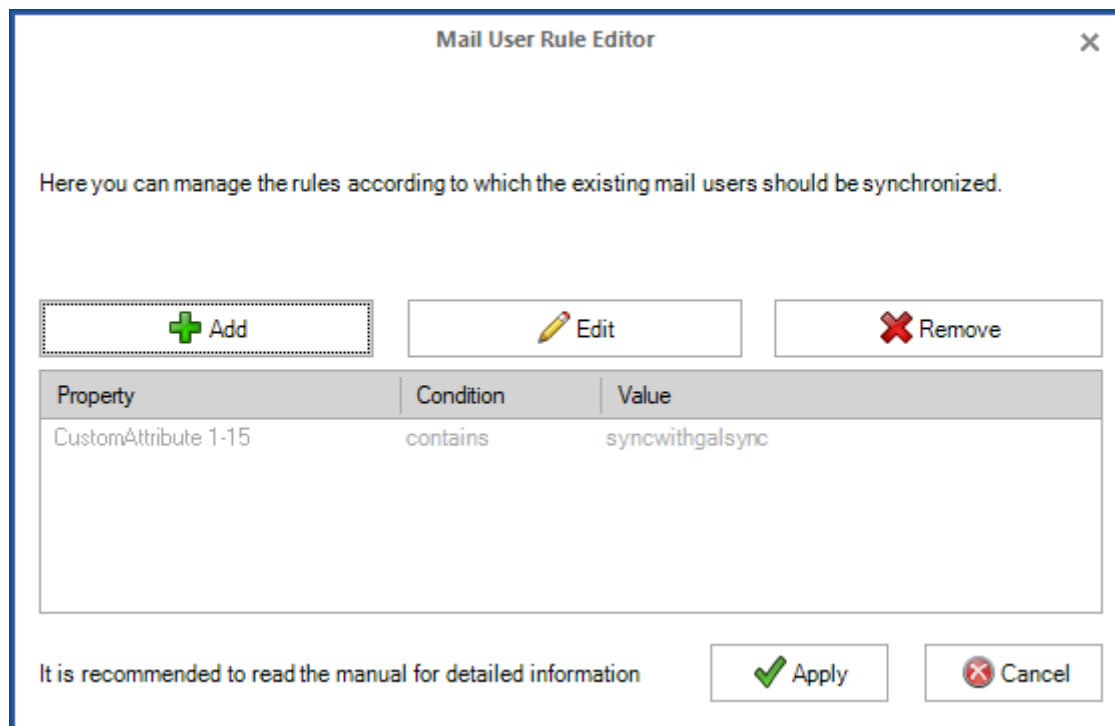 Mail User Rule Editor
Here you can manage the rules according to which the existing mail users should be synchronized.
Add Edit Remove
Property Condition Value
CustomAttribute 1-15 contains syncwithgalsync
It is recommended to read the manual for detailed information Apply Cancel